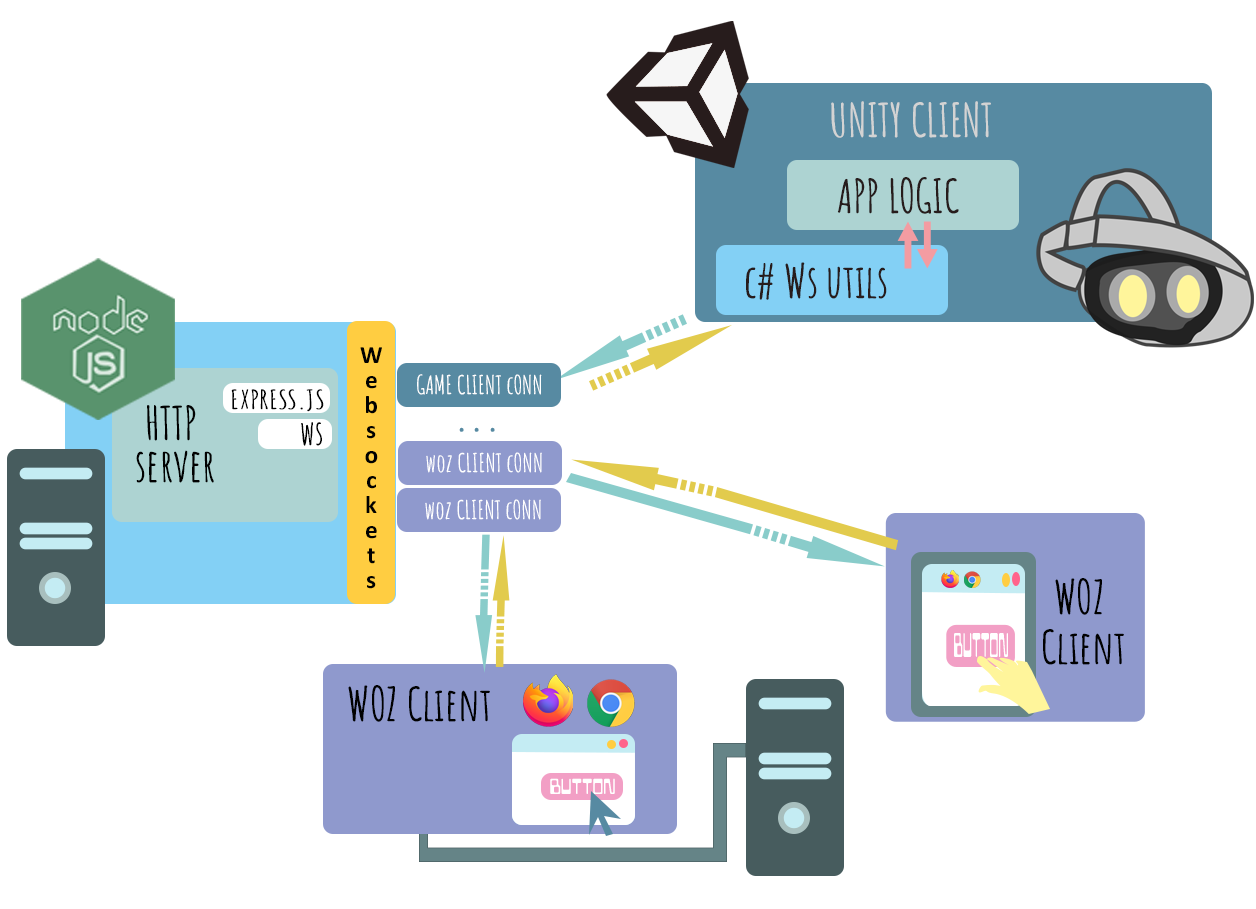 UNITY CLIENT
APP LOGIC
C# WS UTILS
node
JS
HTTP
SERVER
EXPRESS.JS
WS
Websockets
GAME CLIENT CONN
...
WOZ CLIENT CONN
WOZ CLIENT CONN
WOZ
CLIENT
BUTTON
WOZ CLIENT
BUTTON